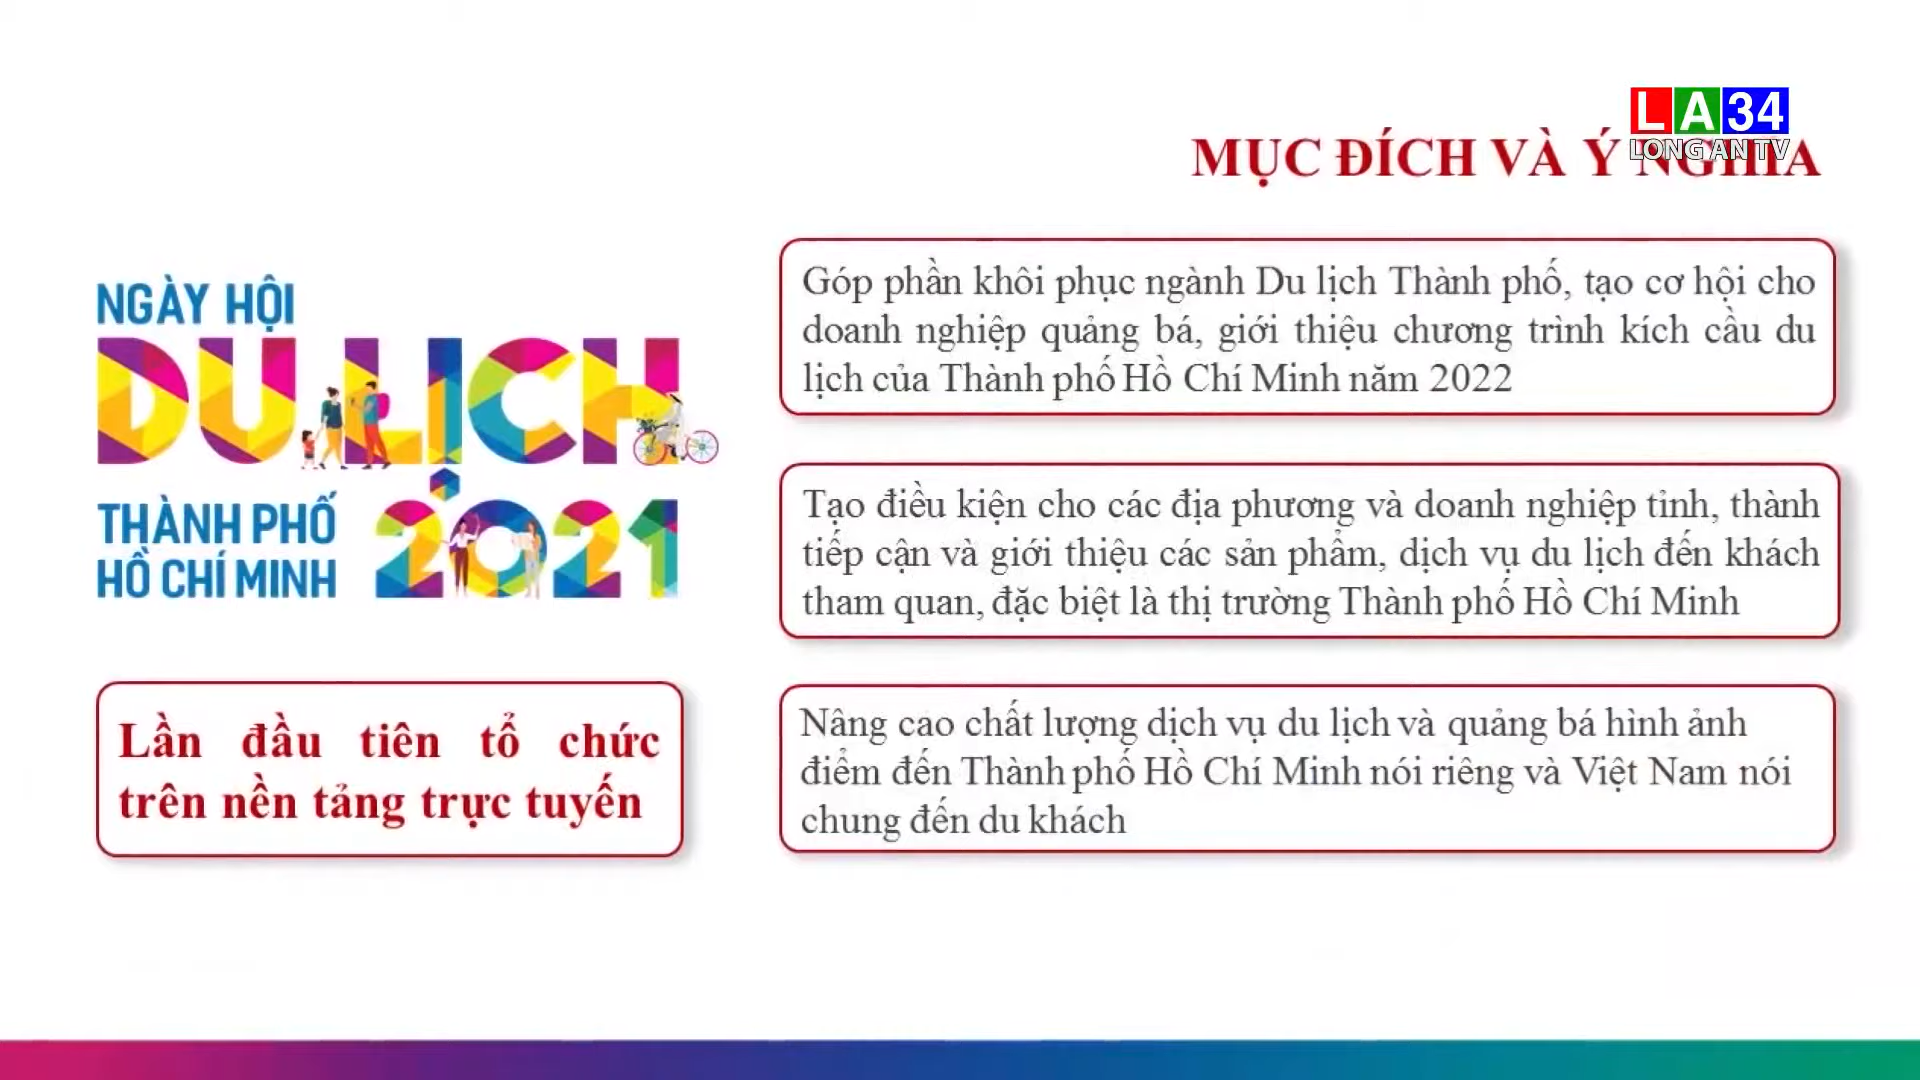 LA34
LONG AN TV
MỤC ĐÍCH VÀ Ý NGHĨA
NGÀY HỘI
DU LỊCH
THÀNH PHỐ
HỒ CHÍ MINH
2021
Lần đầu tiên tổ chức
trên nền tảng trực tuyến
Góp phần khôi phục ngành Du lịch Thành phố, tạo cơ hội cho
doanh nghiệp quảng bá, giới thiệu chương trình kích cầu du
lịch của Thành phố Hồ Chí Minh năm 2022
Tạo điều kiện cho các địa phương và doanh nghiệp tỉnh, thành
tiếp cận và giới thiệu các sản phẩm, dịch vụ du lịch đến khách
tham quan, đặc biệt là thị trường Thành phố Hồ Chí Minh
Nâng cao chất lượng dịch vụ du lịch và quảng bá hình ảnh
điểm đến Thành phố Hồ Chí Minh nói riêng và Việt Nam nói
chung đến du khách